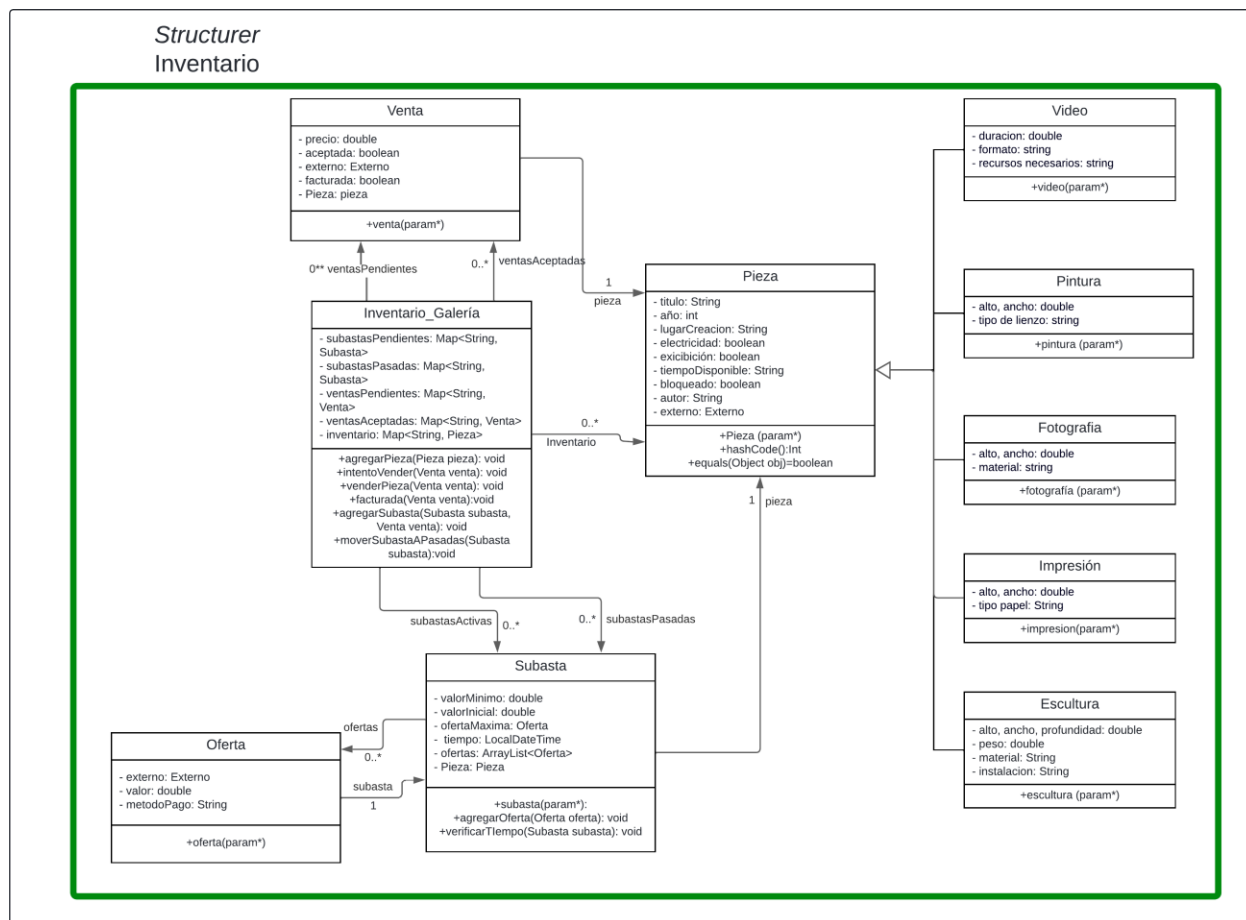 Structurer
Inventario
Venta
- precio: double
- aceptada: boolean
- externo: Externo
- facturada: boolean
- Pieza: pieza
+venta(param*)
0** ventasPendientes
0..*
ventasAceptadas
Inventario_Galería
- subastasPendientes: Map<String,
Subasta>
- subastasPasadas: Map<String,
Subasta>
- ventasPendientes: Map<String,
Venta>
- ventasAceptadas: Map<String, Venta>
- inventario: Map<String, Pieza>
+agregarPieza(Pieza pieza): void
+intentoVender(Venta venta): void
+venderPieza(Venta venta): void
+facturada(Venta venta):void
+agregarSubasta(Subasta subasta,
Venta venta): void
+moverSubastaAPasadas(Subasta
subasta):void
1
pieza
0..*
Inventario
Pieza
- titulo: String
- año: int
- lugarCreacion: String
- electricidad: boolean
- exicibición: boolean
- tiempoDisponible: String
- bloqueado: boolean
- autor: String
- externo: Externo
+Pieza (param*)
+hashCode():Int
+equals(Object obj)=boolean
1
pieza
subastasActivas
0..*
0..*
subastasPasadas
Subasta
- valorMinimo: double
- valorInicial: double
- ofertaMaxima: Oferta
- tiempo: LocalDateTime
- ofertas: ArrayList<Oferta>
- Pieza: Pieza
+subasta(param*):
+agregarOferta(Oferta oferta): void
+verificarTIempo(Subasta subasta): void
ofertas
0..*
subasta
1
Oferta
- externo: Externo
- valor: double
- metodoPago: String
+oferta(param*)
Video
- duracion: double
- formato: string
- recursos necesarios: string
+video(param*)
Pintura
- alto, ancho: double
- tipo de lienzo: string
+pintura (param*)
Fotografia
- alto, ancho: double
- material: string
+fotografía (param*)
Impresión
- alto, ancho: double
- tipo papel: String
+impresion(param*)
Escultura
- alto, ancho, profundidad: double
- peso: double
- material: String
- instalacion: String
+escultura (param*)